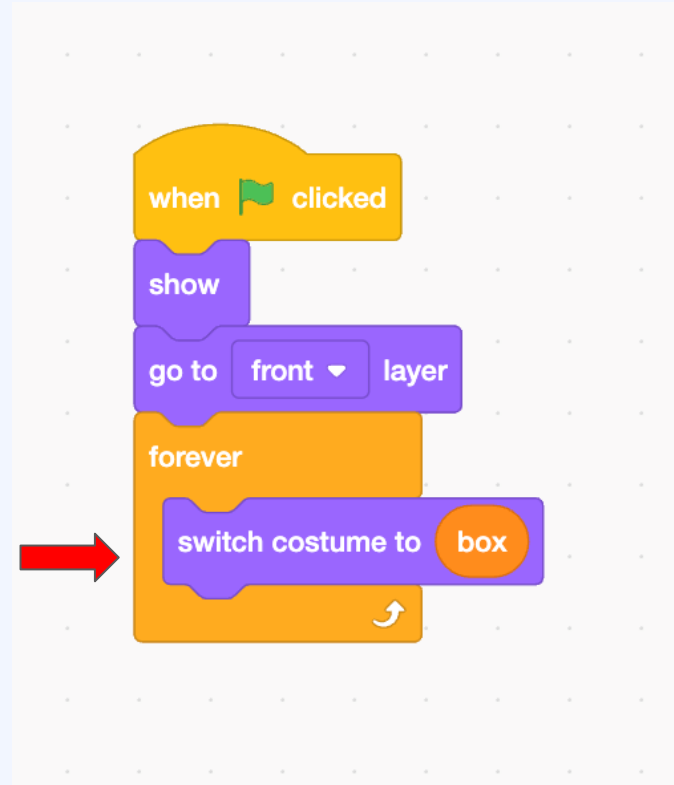 when clicked
show
go to front layer
forever
switch costume to box